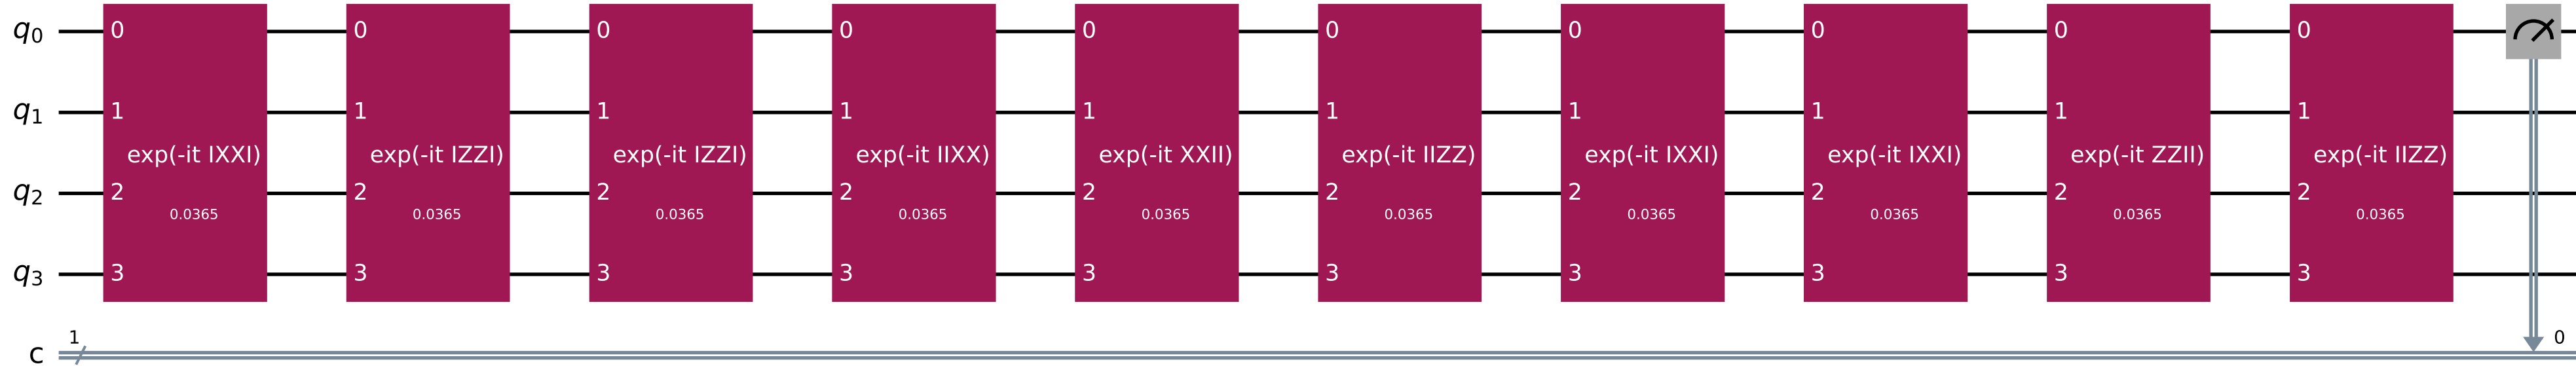 q0 0 0 0 0 0 0 0 0 0 0
q1 1 1 1 1 1 1 1 1 1 1
exp(-it IXXI) exp(-it IZZI) exp(-it IZZI) exp(-it IIXX) exp(-it XXII) exp(-it IIZZ) exp(-it IXXI) exp(-it IXXI) exp(-it ZZII) exp(-it IIZZ)
q2 2 2 2 2 2 2 2 2 2 2
0.0365 0.0365 0.0365 0.0365 0.0365 0.0365 0.0365 0.0365 0.0365 0.0365
q3 3 3 3 3 3 3 3 3 3 3
1 0
c